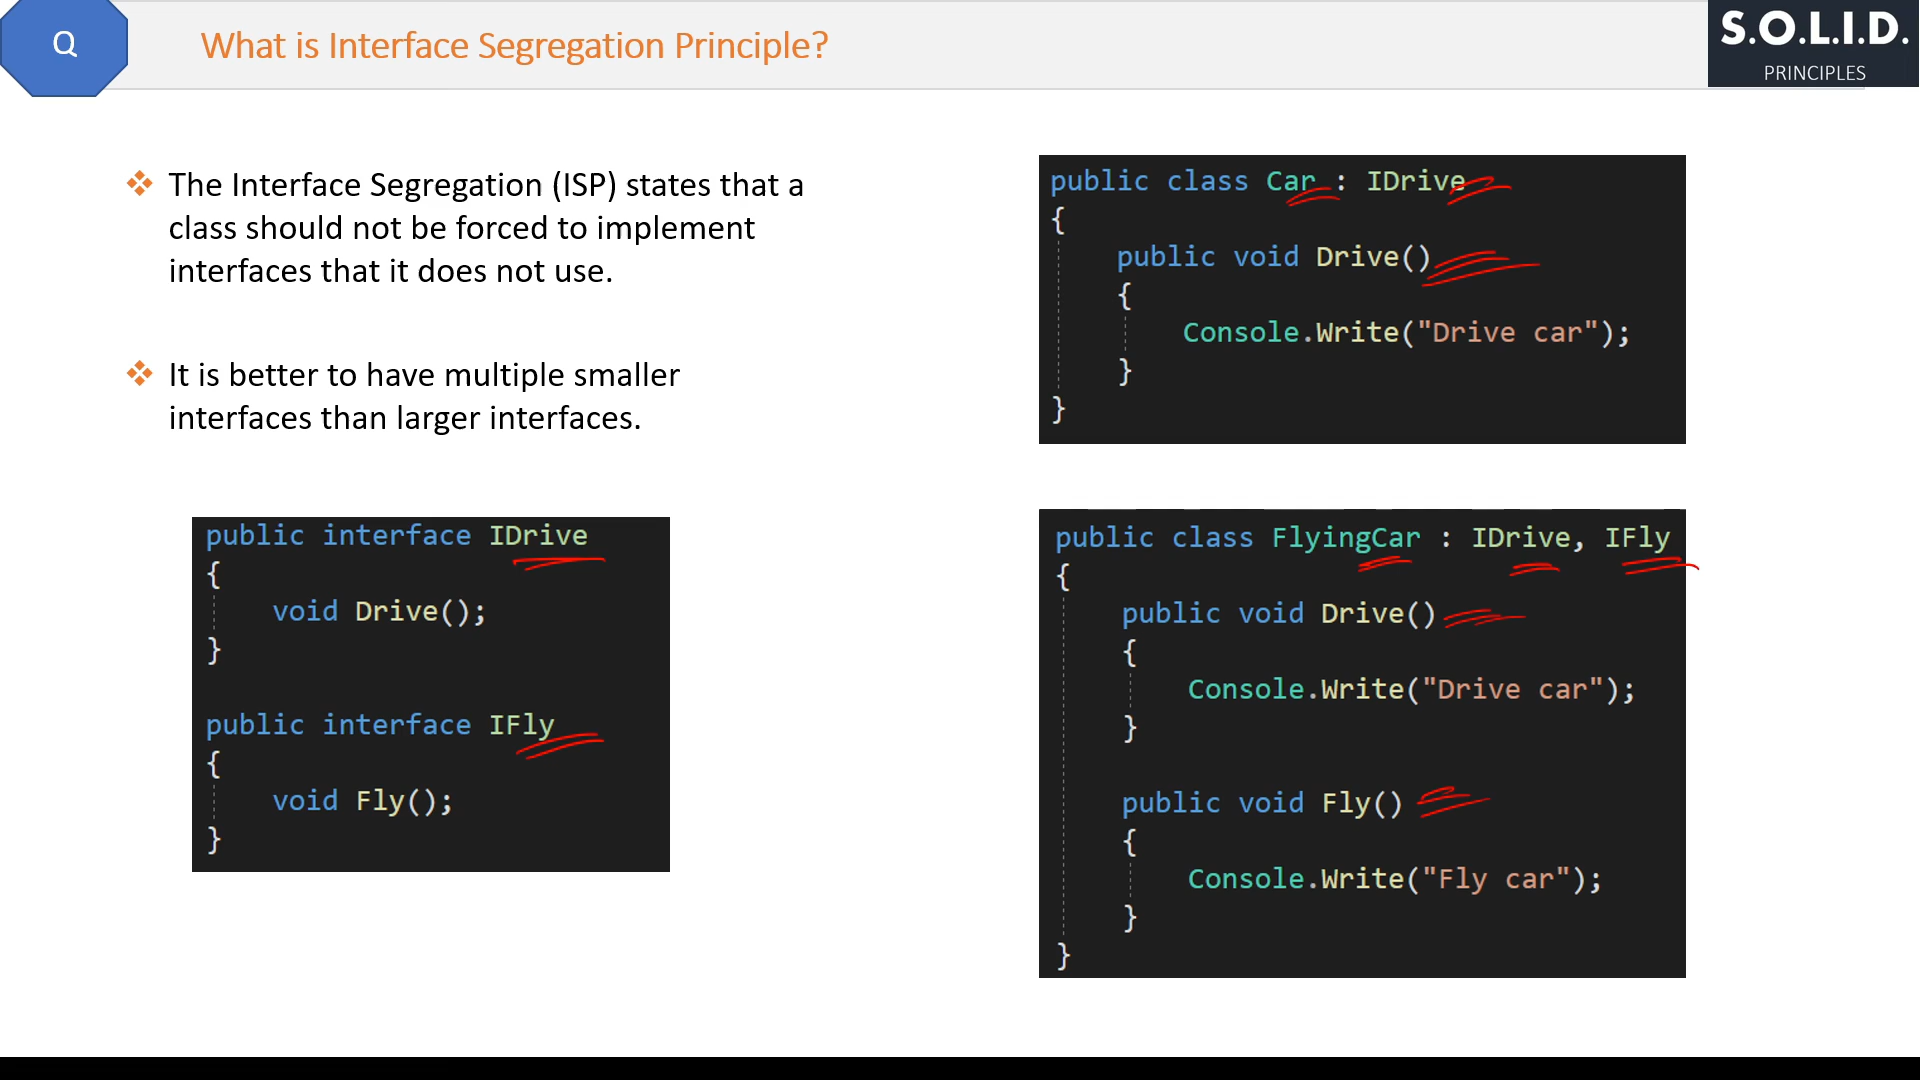 Q
What is Interface Segregation Principle?
S.O.L.I.D.
PRINCIPLES
The Interface Segregation (ISP) states that a
class should not be forced to implement
interfaces that it does not use.
It is better to have multiple smaller
interfaces than larger interfaces.
public interface IDrive
{
void Drive();
}
public interface IFly
{
void Fly();
}
public class Car : IDrive
{
public void Drive()
{
Console.Write("Drive car");
}
}
public class FlyingCar : IDrive, IFly
{
public void Drive()
{
Console.Write("Drive car");
}
public void Fly()
{
Console.Write("Fly car");
}
}